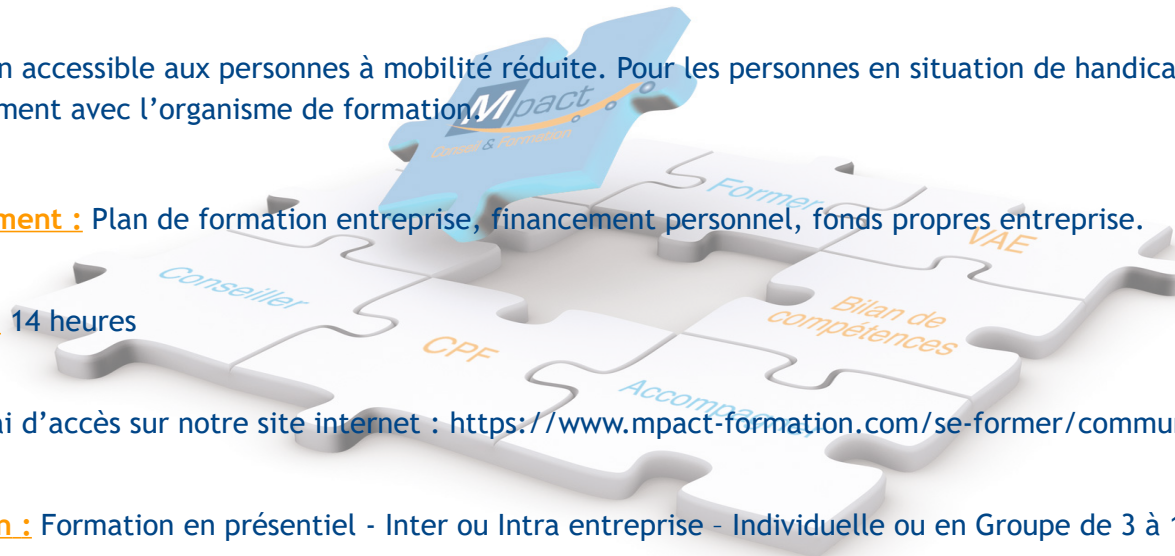 n accessible aux personnes à mobilité réduite. Pour les personnes en situation de handica
ment avec l’organisme de formation.
Mpact
Conseil & Formation
Former
ment : Plan de formation entreprise, financement personnel, fonds propres entreprise.
VAE
Conseiller
Bilan de
compétences
14 heures
CPF
Accompagner
ai d’accès sur notre site internet : https://www.mpact-formation.com/se-former/commu
n : Formation en présentiel - Inter ou Intra entreprise – Individuelle ou en Groupe de 3 à 1